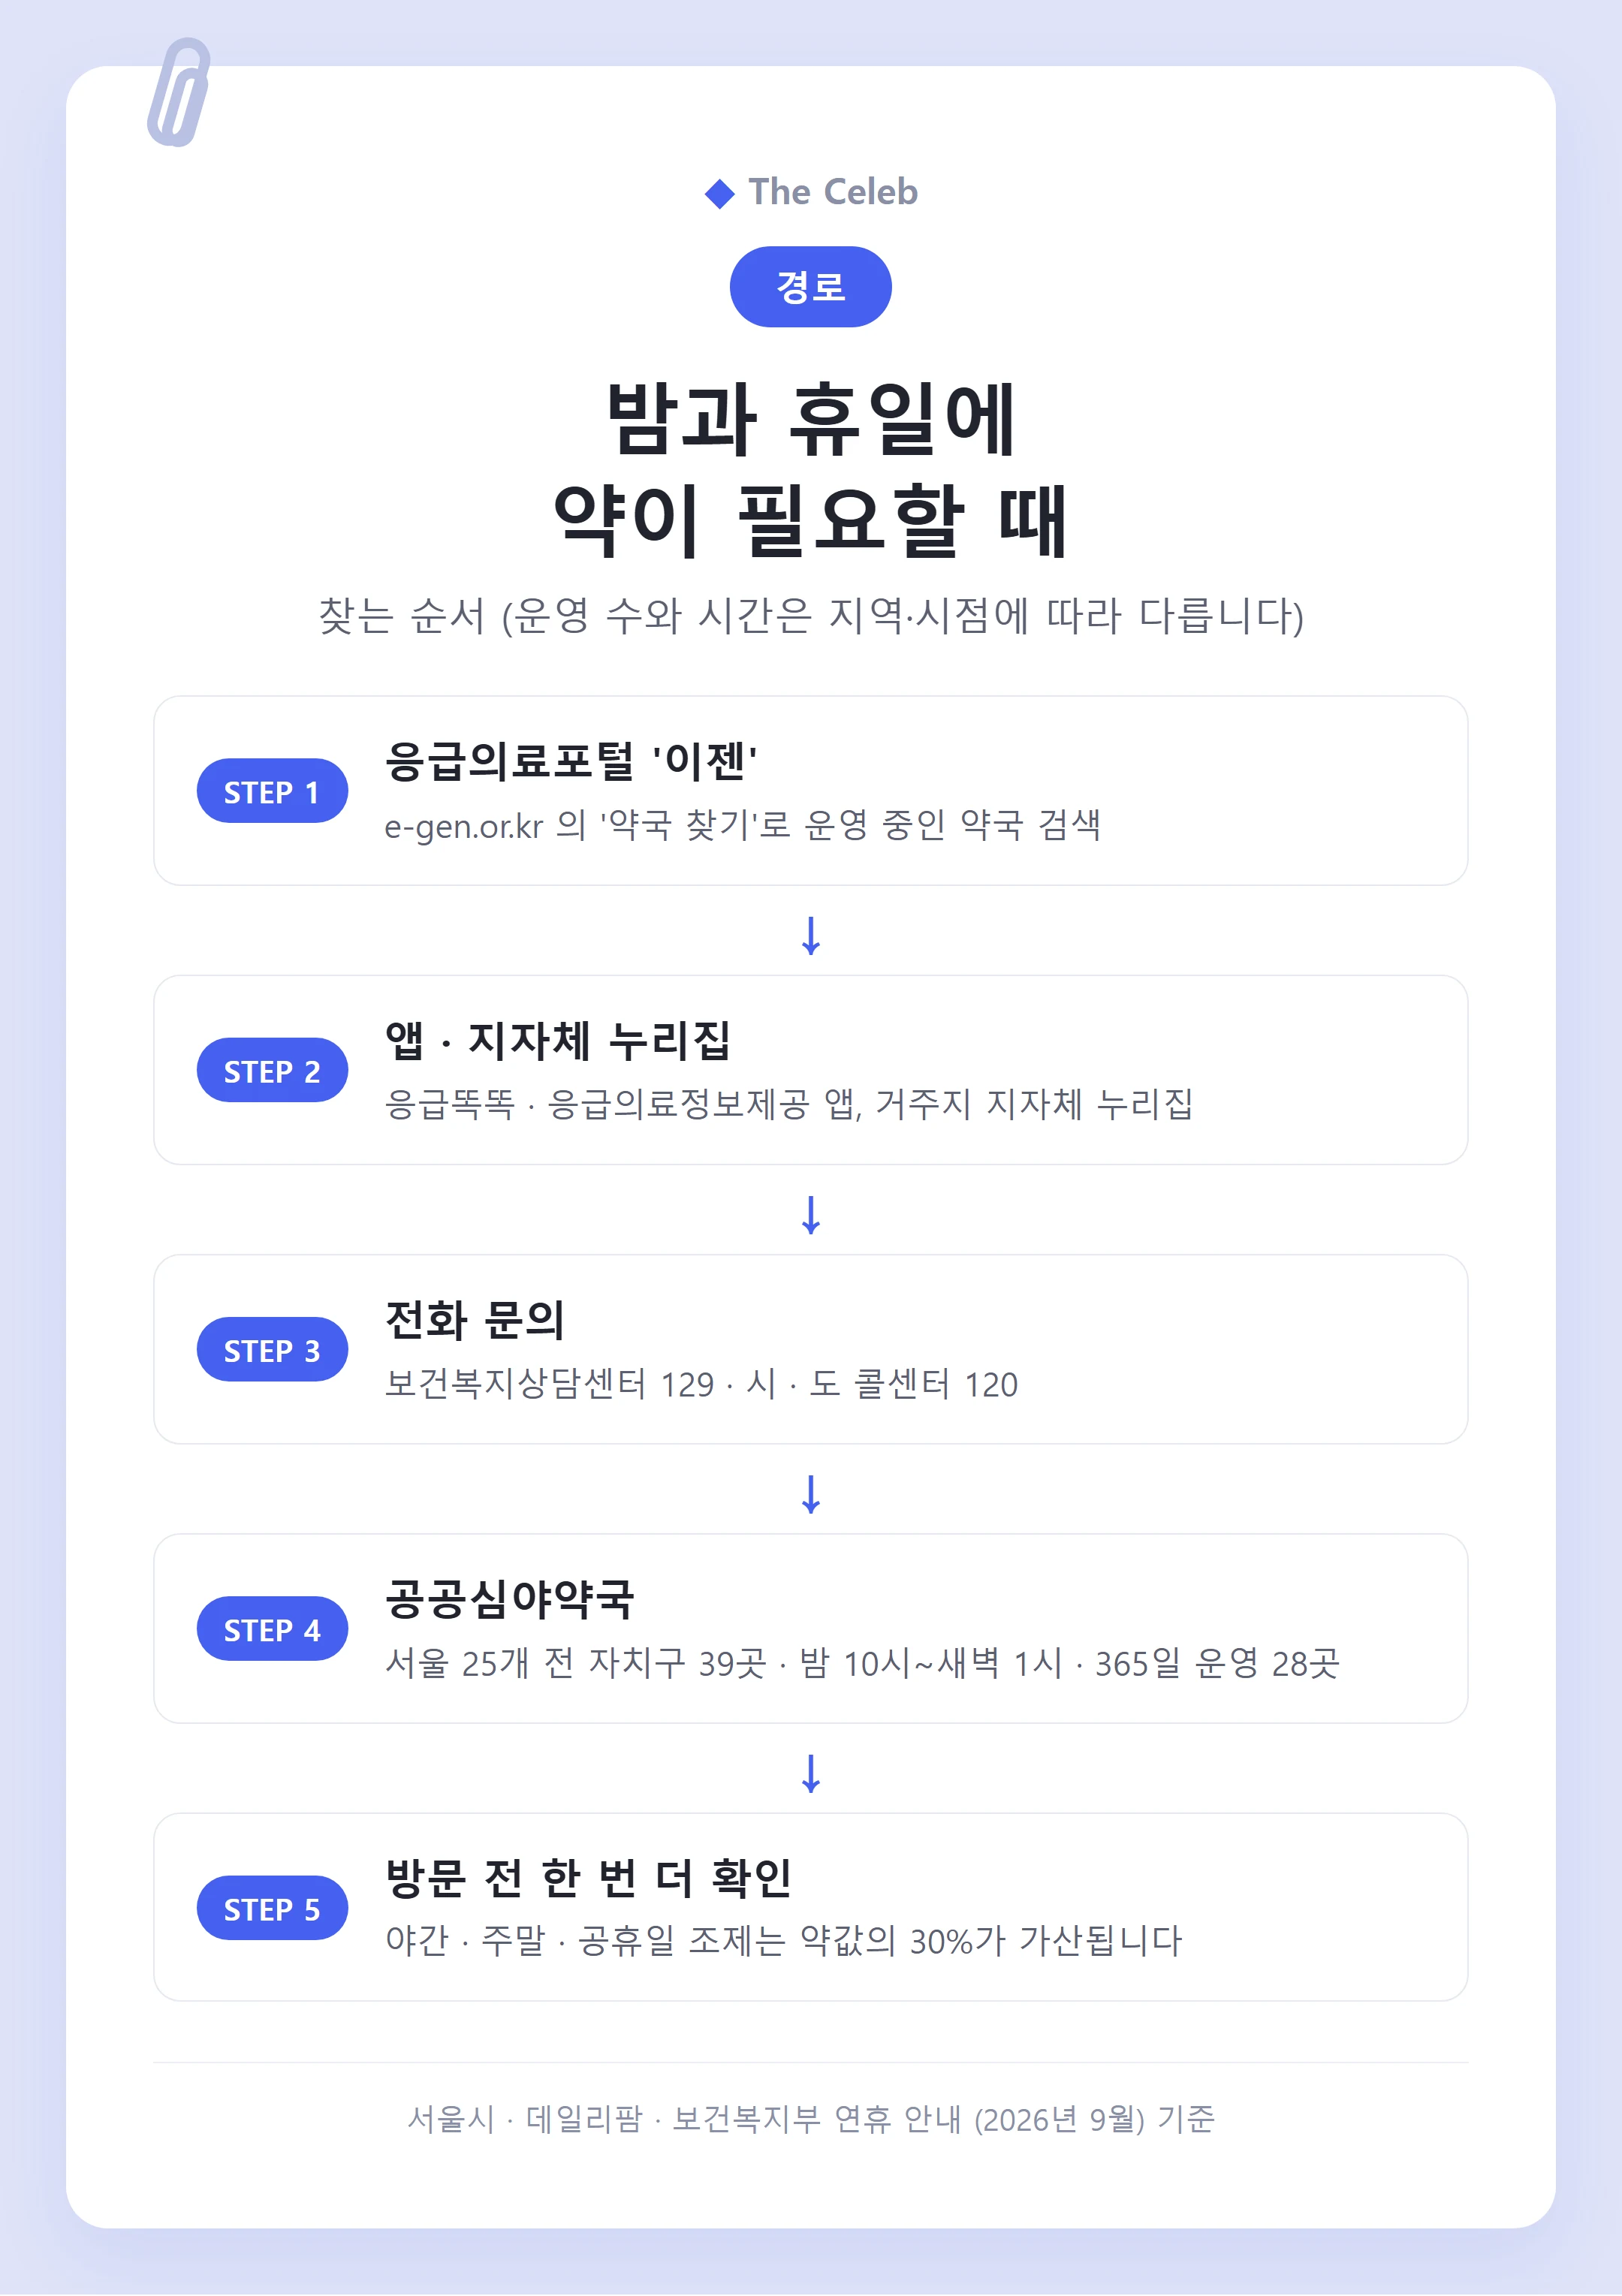 ◆ The Celeb
경로
밤과 휴일에
약이 필요할 때
찾는 순서 (운영 수와 시간은 지역·시점에 따라 다릅니다)
STEP 1
응급의료포털 '이젠'
e-gen.or.kr 의 '약국 찾기'로 운영 중인 약국 검색
↓
STEP 2
앱 · 지자체 누리집
응급똑똑 · 응급의료정보제공 앱, 거주지 지자체 누리집
↓
STEP 3
전화 문의
보건복지상담센터 129 · 시 · 도 콜센터 120
↓
STEP 4
공공심야약국
서울 25개 전 자치구 39곳 · 밤 10시~새벽 1시 · 365일 운영 28곳
↓
STEP 5
방문 전 한 번 더 확인
야간 · 주말 · 공휴일 조제는 약값의 30%가 가산됩니다
서울시 · 데일리팜 · 보건복지부 연휴 안내 (2026년 9월) 기준